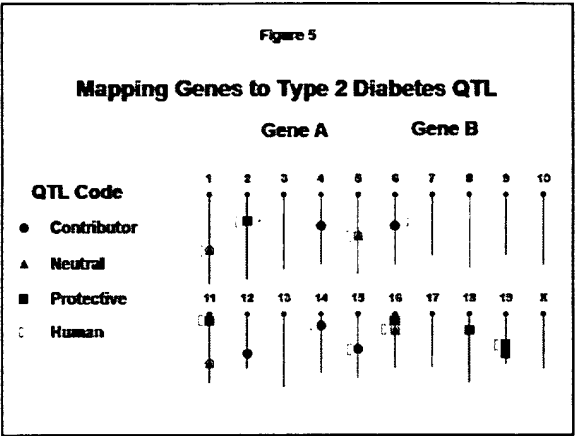 Figure 5
Mapping Genes to Type 2 Diabetes QTL
Gene A Gene B
1 2 3 4 5 6 7 8 9 10
QTL Code
Contributor
Neutral
Protective
Human
11 12 13 14 15 16 17 18 19 X